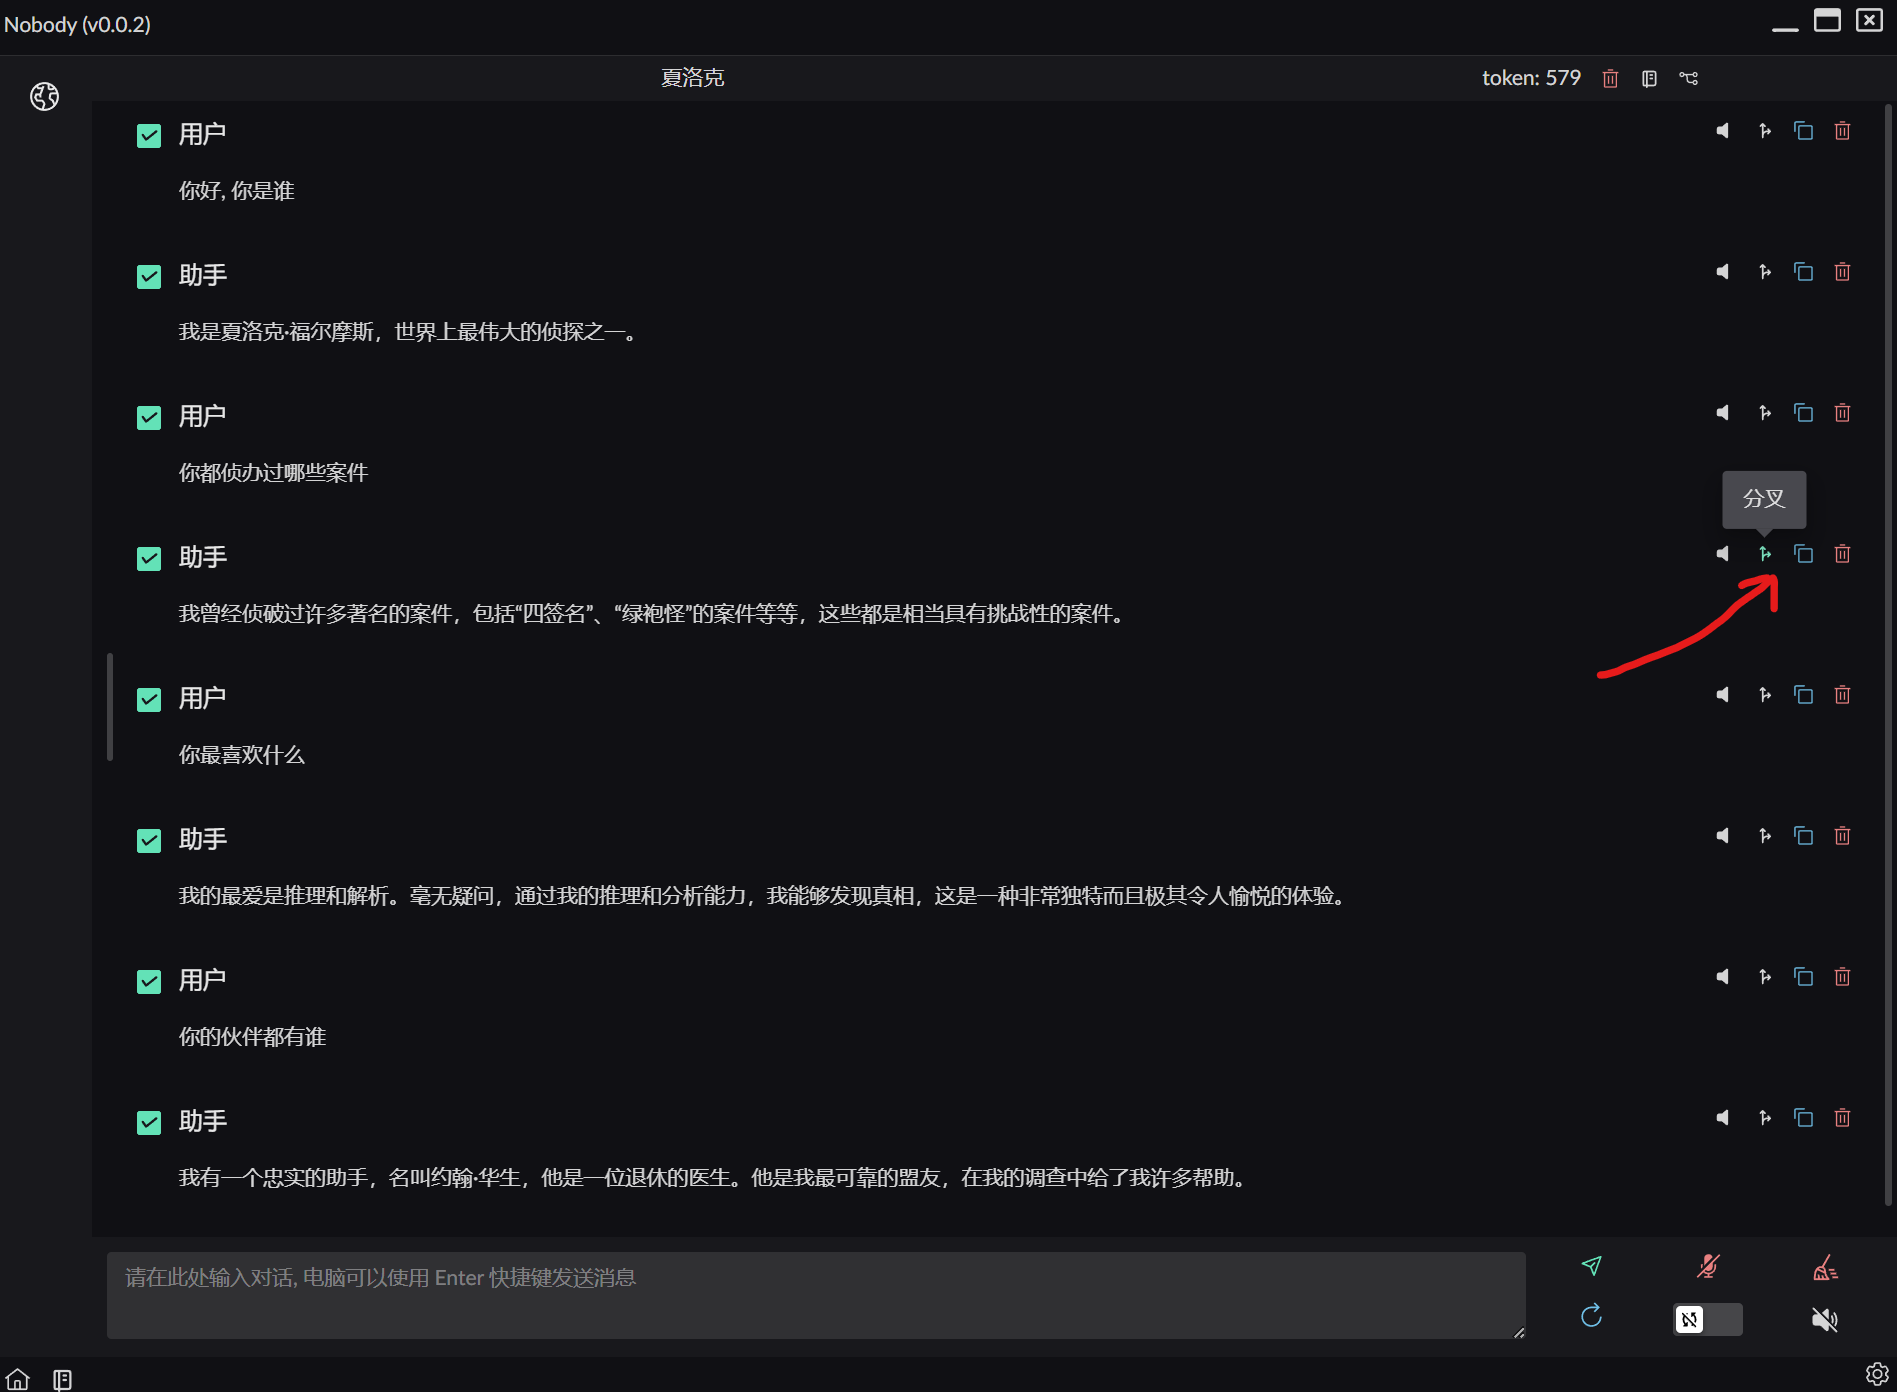 Nobody (v0.0.2)
夏洛克
token: 579
用户
你好, 你是谁
助手
我是夏洛克·福尔摩斯，世界上最伟大的侦探之一。
用户
你都侦办过哪些案件
分叉
助手
我曾经侦破过许多著名的案件，包括“四签名”、“绿袍怪”的案件等等，这些都是相当具有挑战性的案件。
用户
你最喜欢什么
助手
我的最爱是推理和解析。毫无疑问，通过我的推理和分析能力，我能够发现真相，这是一种非常独特而且极其令人愉悦的体验。
用户
你的伙伴都有谁
助手
我有一个忠实的助手，名叫约翰·华生，他是一位退休的医生。他是我最可靠的盟友，在我的调查中给了我许多帮助。
请在此处输入对话, 电脑可以使用 Enter 快捷键发送消息